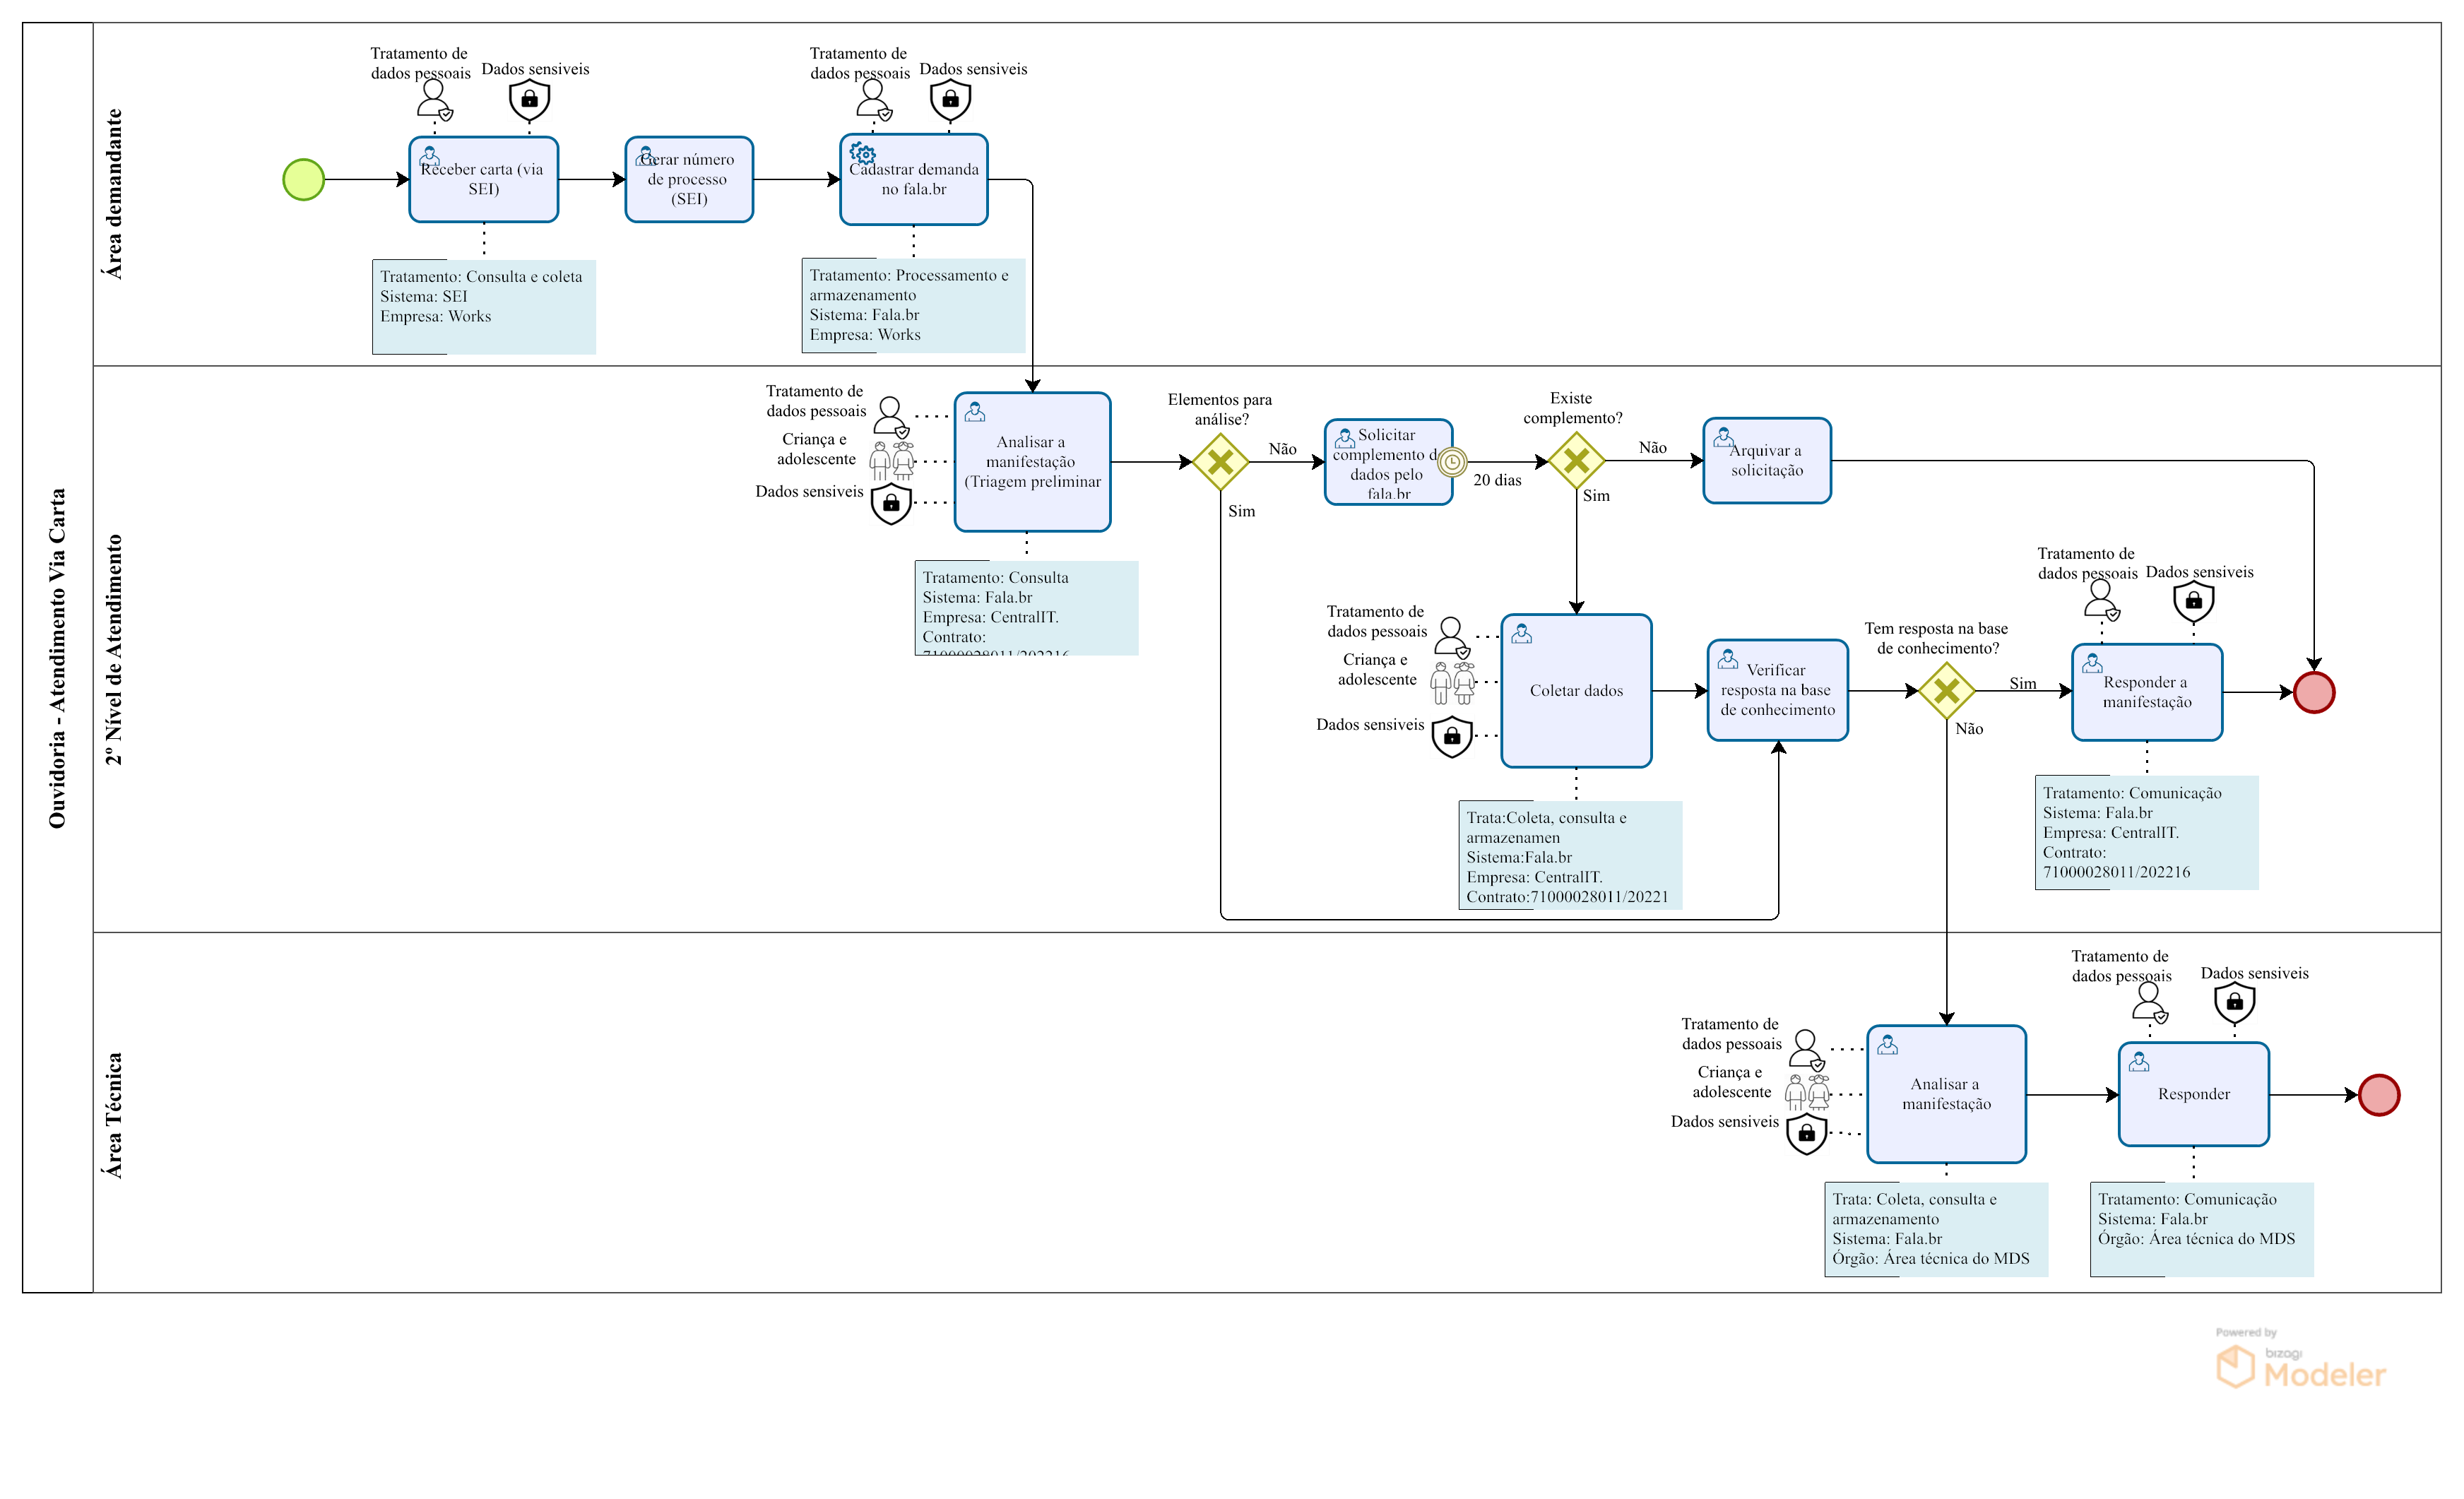 Ouvidoria - Atendimento Via Carta
Área demandante
Tratamento de
dados pessoais
Dados sensiveis
Receber carta (via
SEI)
Tratamento: Consulta e coleta
Sistema: SEI
Empresa: Works
Gerar número
de processo
(SEI)
Tratamento de
dados pessoais
Dados sensiveis
Cadastrar demanda
no fala.br
Tratamento: Processamento e
armazenamento
Sistema: Fala.br
Empresa: Works
2º Nível de Atendimento
Tratamento de
dados pessoais
Criança e
adolescente
Dados sensiveis
Analisar a
manifestação
(Triagem preliminar
Tratamento: Consulta
Sistema: Fala.br
Empresa: CentralIT.
Contrato:
71000028011/202216
Elementos para
análise?
Não
Sim
Solicitar
complemento d
dados pelo
fala.br
20 dias
Existe
complemento?
Não
Sim
Arquivar a
solicitação
Tratamento de
dados pessoais
Criança e
adolescente
Dados sensiveis
Coletar dados
Trata:Coleta, consulta e
armazenamen
Sistema:Fala.br
Empresa: CentralIT.
Contrato:71000028011/20221
Verificar
resposta na base
de conhecimento
Tem resposta na base
de conhecimento?
Sim
Não
Tratamento de
dados pessoais
Dados sensiveis
Responder a
manifestação
Tratamento: Comunicação
Sistema: Fala.br
Empresa: CentralIT.
Contrato:
71000028011/202216
Área Técnica
Tratamento de
dados pessoais
Criança e
adolescente
Dados sensiveis
Analisar a
manifestação
Trata: Coleta, consulta e
armazenamento
Sistema: Fala.br
Órgão: Área técnica do MDS
Tratamento de
dados pessoais
Dados sensiveis
Responder
Tratamento: Comunicação
Sistema: Fala.br
Órgão: Área técnica do MDS
Powered by
bizagi
Modeler